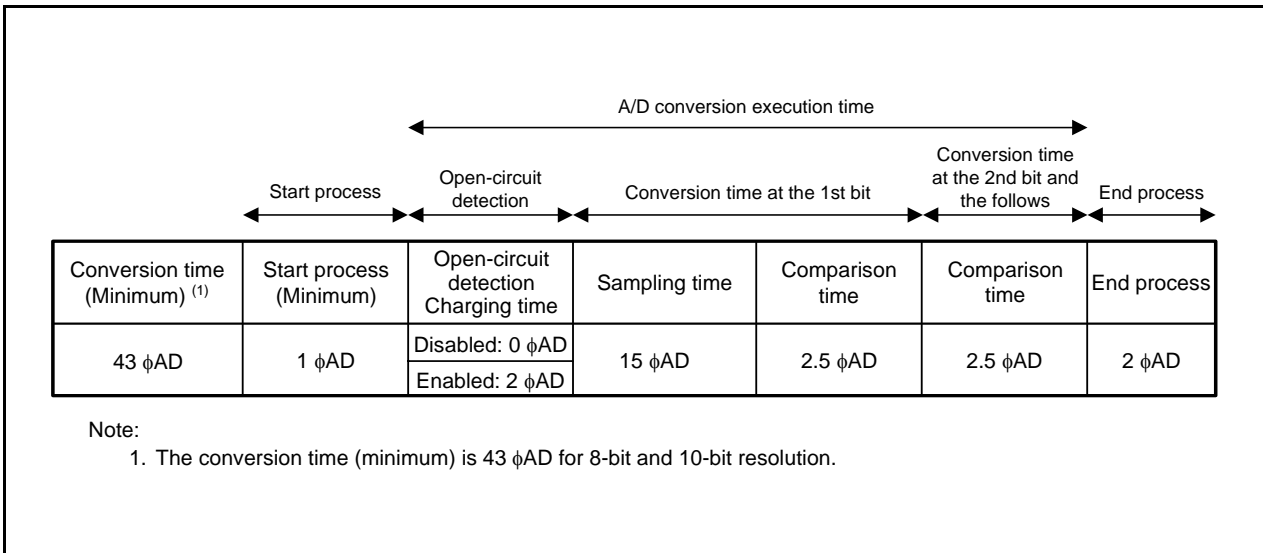 A/D conversion execution time
Start process
Open-circuit
detection
Conversion time at the 1st bit
Conversion time
at the 2nd bit and
the follows
End process
Conversion time
(Minimum) (1)
Start process
(Minimum)
Open-circuit
detection
Charging time
Sampling time
Comparison
time
Comparison
time
End process
43 ϕAD
1 ϕAD
Disabled: 0 ϕAD
Enabled: 2 ϕAD
15 ϕAD
2.5 ϕAD
2.5 ϕAD
2 ϕAD
Note:
1. The conversion time (minimum) is 43 ϕAD for 8-bit and 10-bit resolution.